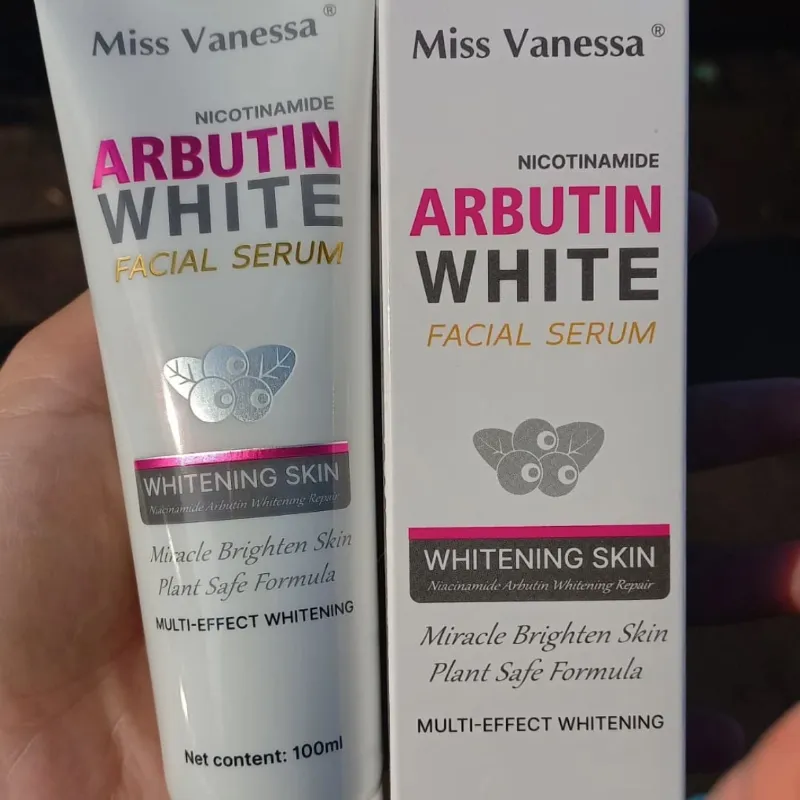 Miss Vanessa®
NICOTINAMIDE
ARBUTIN
WHITE
FACIAL SERUM
WHITENING SKIN
Niacinamide Arbutin Whitening Repair
Miracle Brighten Skin
Plant Safe Formula
MULTI-EFFECT WHITENING
Net content: 100ml
Miss Vanessa®
NICOTINAMIDE
ARBUTIN
WHITE
FACIAL SERUM
WHITENING SKIN
Niacinamide Arbutin Whitening Repair
Miracle Brighten Skin
Plant Safe Formula
MULTI-EFFECT WHITENING